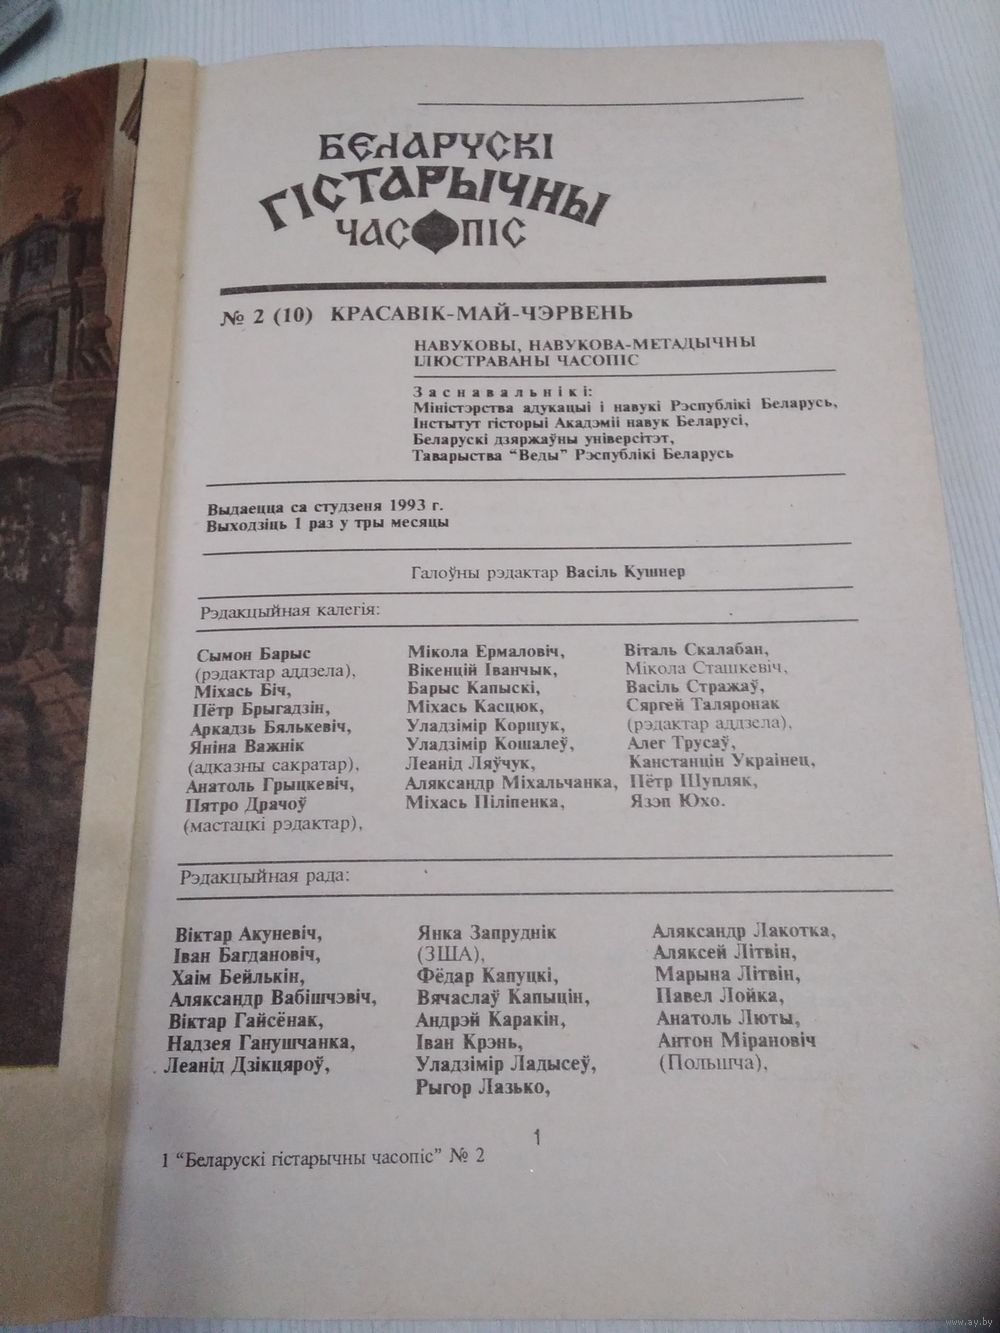 БЕЛАРУСКІ
ГІСТАРЫЧНЫ
ЧАСОПІС
№ 2 (10) КРАСАВІК-МАЙ-ЧЭРВЕНЬ
НАВУКОВЫ, НАВУКОВА-МЕТАДЫЧНЫ
ІЛЮСТРАВАНЫ ЧАСОПІС
Заснавальнікі:
Міністэрства адукацыі і навукі Рэспублікі Беларусь,
Інстытут гісторыі Акадэміі навук Беларусі,
Беларускі дзяржаўны універсітэт,
Таварыства “Веды” Рэспублікі Беларусь
Выдаецца са студзеня 1993 г.
Выходзіць 1 раз у тры месяцы
Галоўны рэдактар Васіль Кушнер
Рэдакцыйная калегія:
Сымон Барыс
(рэдактар аддзела),
Міхась Біч,
Пётр Брыгадзін,
Аркадзь Бялькевіч,
Яніна Важнік
(адказны сакратар),
Анатоль Грыцкевіч,
Пятро Драчоў
(мастацкі рэдактар),
Мікола Ермаловіч,
Вікенцій Іванчык,
Барыс Капыскі,
Міхась Касцюк,
Уладзімір Коршук,
Уладзімір Кошалеў,
Леанід Ляўчук,
Аляксандр Міхальчанка,
Міхась Піліпенка,
Віталь Скалабан,
Мікола Сташкевіч,
Васіль Стражаў,
Сяргей Таляронак
(рэдактар аддзела),
Алег Трусаў,
Канстанцін Украінец,
Пётр Шупляк,
Язэп Юхо.
Рэдакцыйная рада:
Віктар Акуневіч,
Іван Багдановіч,
Хаім Бейлькін,
Аляксандр Вабішчэвіч,
Віктар Гайсёнак,
Надзея Ганушчанка,
Леанід Дзікцяроў,
Янка Запруднік
(ЗША),
Фёдар Капуцкі,
Вячаслаў Капыцін,
Андрэй Каракін,
Іван Крэнь,
Уладзімір Ладысеў,
Рыгор Лазько,
Аляксандр Лакотка,
Аляксей Літвін,
Марына Літвін,
Павел Лойка,
Анатоль Люты,
Антон Мірановіч
(Польшча),
1
1 “Беларускі гістарычны часопіс” № 2
www.ay.by